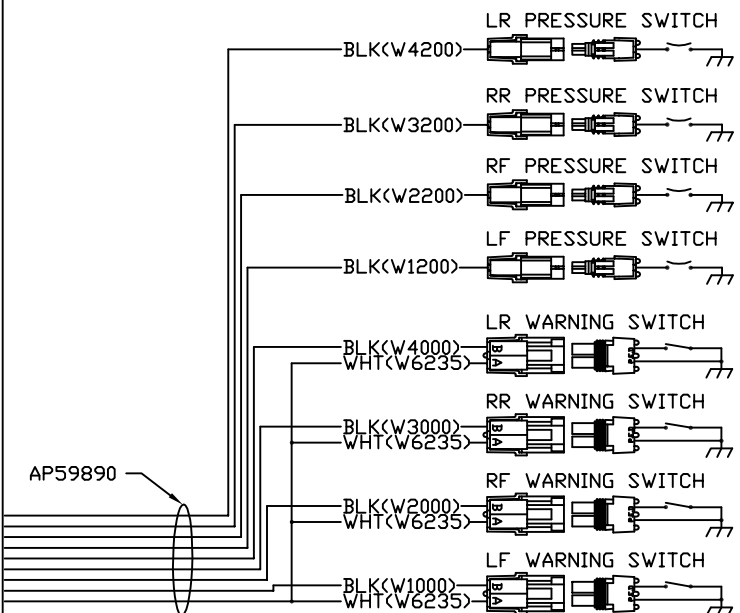 LR PRESSURE SWITCH
BLK(W4200)
RR PRESSURE SWITCH
BLK(W3200)
RF PRESSURE SWITCH
BLK(W2200)
LF PRESSURE SWITCH
BLK(W1200)
LR WARNING SWITCH
BLK(W4000)
WHT(W6235)
B
A
RR WARNING SWITCH
BLK(W3000)
WHT(W6235)
B
A
AP59890
RF WARNING SWITCH
BLK(W2000)
WHT(W6235)
B
A
LF WARNING SWITCH
BLK(W1000)
WHT(W6235)
B
A